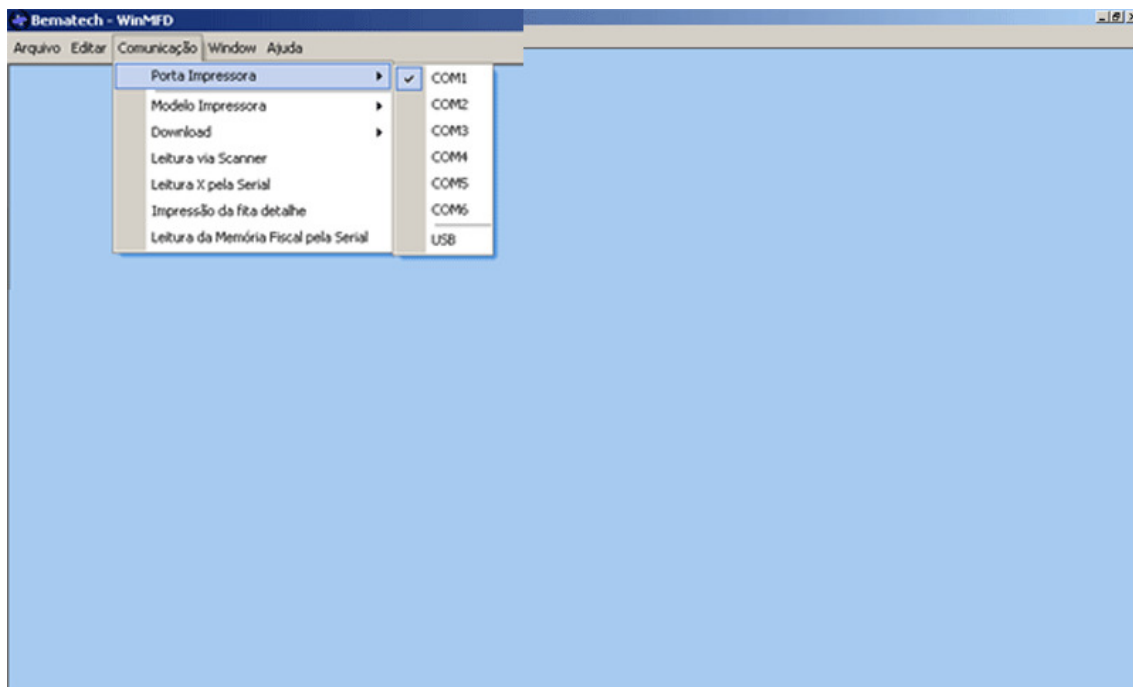 Bematech - WinMFD
Arquivo Editar Comunicação Window Ajuda
Porta Impressora
Modelo Impressora
Download
Leitura via Scanner
Leitura X pela Serial
Impressão da fita detalhe
Leitura da Memória Fiscal pela Serial
COM1
COM2
COM3
COM4
COM5
COM6
USB